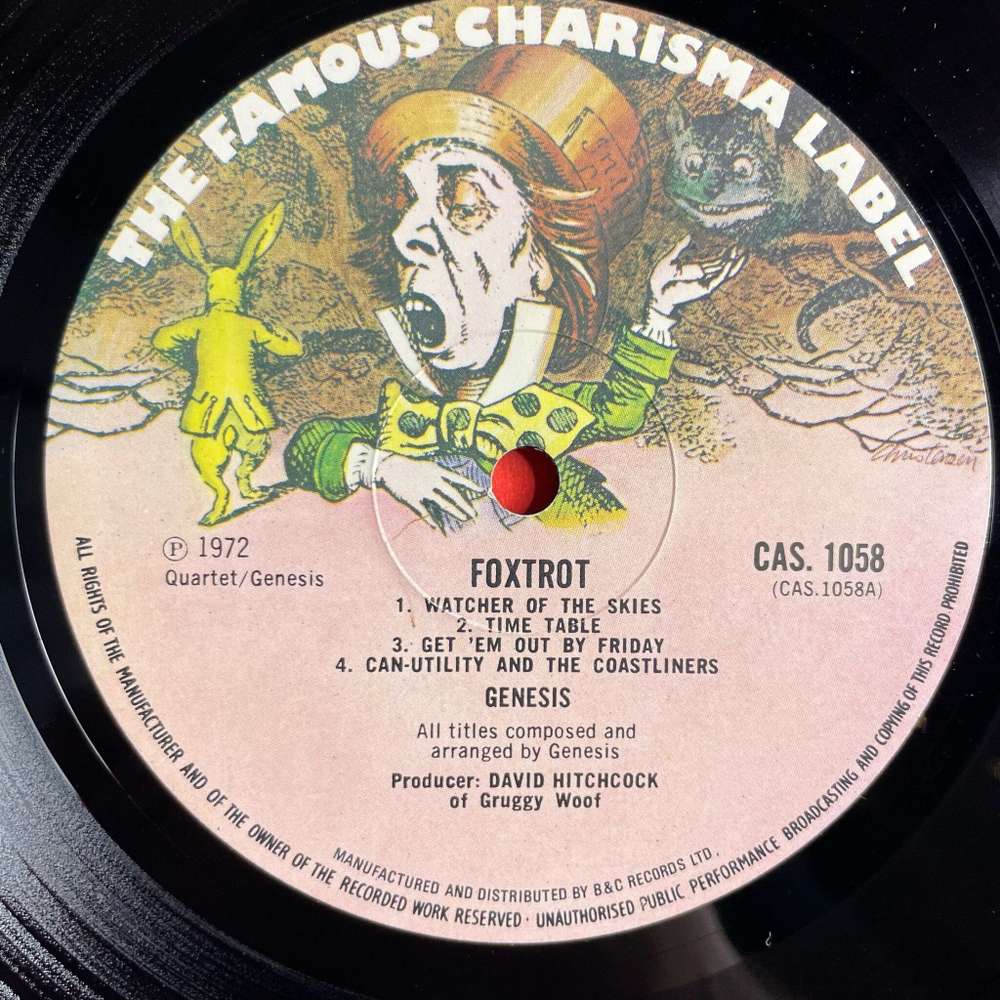 THE FAMOUS CHARISMA LABEL
Christensen
℗ 1972
Quartet/Genesis
CAS. 1058
(CAS.1058A)
FOXTROT
1. WATCHER OF THE SKIES
2. TIME TABLE
3. GET 'EM OUT BY FRIDAY
4. CAN-UTILITY AND THE COASTLINERS
GENESIS
All titles composed and
arranged by Genesis
Producer: DAVID HITCHCOCK
of Gruggy Woof
MANUFACTURED AND DISTRIBUTED BY B&C RECORDS LTD.
ALL RIGHTS OF THE MANUFACTURER AND OF THE OWNER OF THE RECORDED WORK RESERVED · UNAUTHORISED PUBLIC PERFORMANCE BROADCASTING AND COPYING OF THIS RECORD PROHIBITED